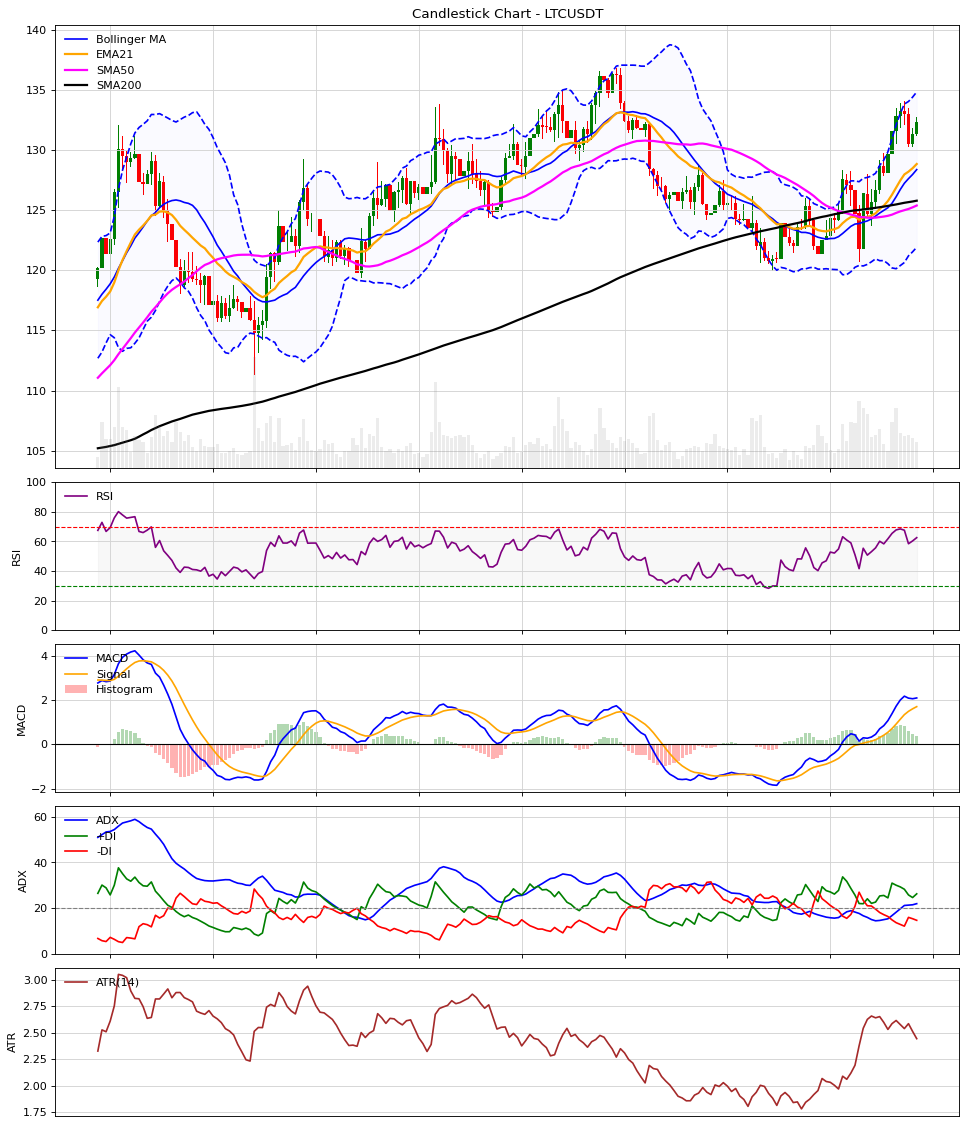 Candlestick Chart - LTCUSDT
140
135
130
125
120
115
110
105
Bollinger MA
EMA21
SMA50
SMA200
100
80
60
40
20
0
RSI
RSI
4
2
0
−2
MACD
MACD
Signal
Histogram
60
40
20
0
ADX
ADX
+DI
-DI
3.00
2.75
2.50
2.25
2.00
1.75
ATR
ATR(14)